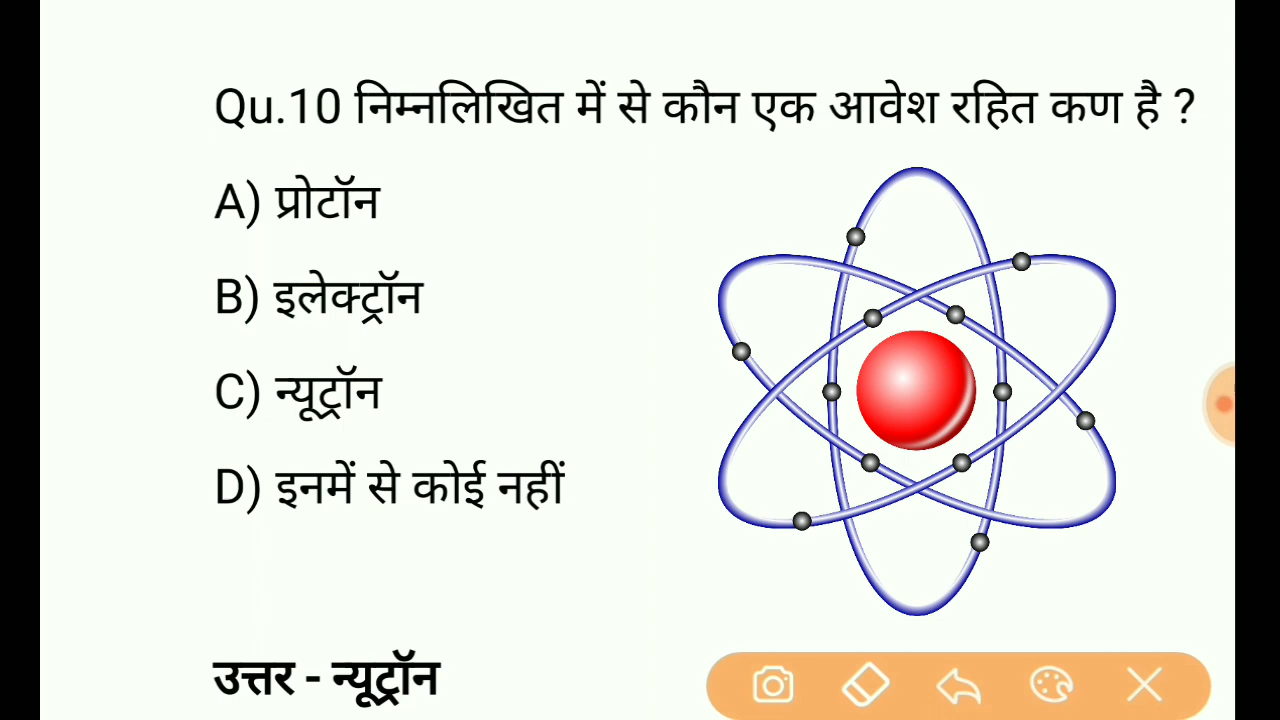 Qu.10 निम्नलिखित में से कौन एक आवेश रहित कण है ?
A) प्रोटॉन
B) इलेक्ट्रॉन
C) न्यूट्रॉन
D) इनमें से कोई नहीं
उत्तर - न्यूट्रॉन